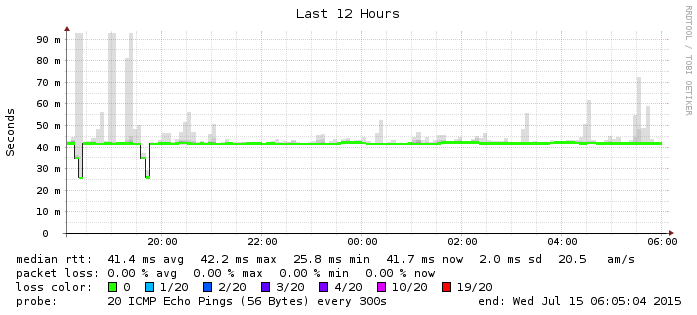 Last 12 Hours
RRDTOOL / TOBI OETIKER
Seconds
90 m
80 m
70 m
60 m
50 m
40 m
30 m
20 m
10 m
0
20:00 22:00 00:00 02:00 04:00 06:00
median rtt: 41.4 ms avg 42.2 ms max 25.8 ms min 41.7 ms now 2.0 ms sd 20.5 am/s
packet loss: 0.00 % avg 0.00 % max 0.00 % min 0.00 % now
loss color: 0 1/20 2/20 3/20 4/20 10/20 19/20
probe: 20 ICMP Echo Pings (56 Bytes) every 300s end: Wed Jul 15 06:05:04 2015